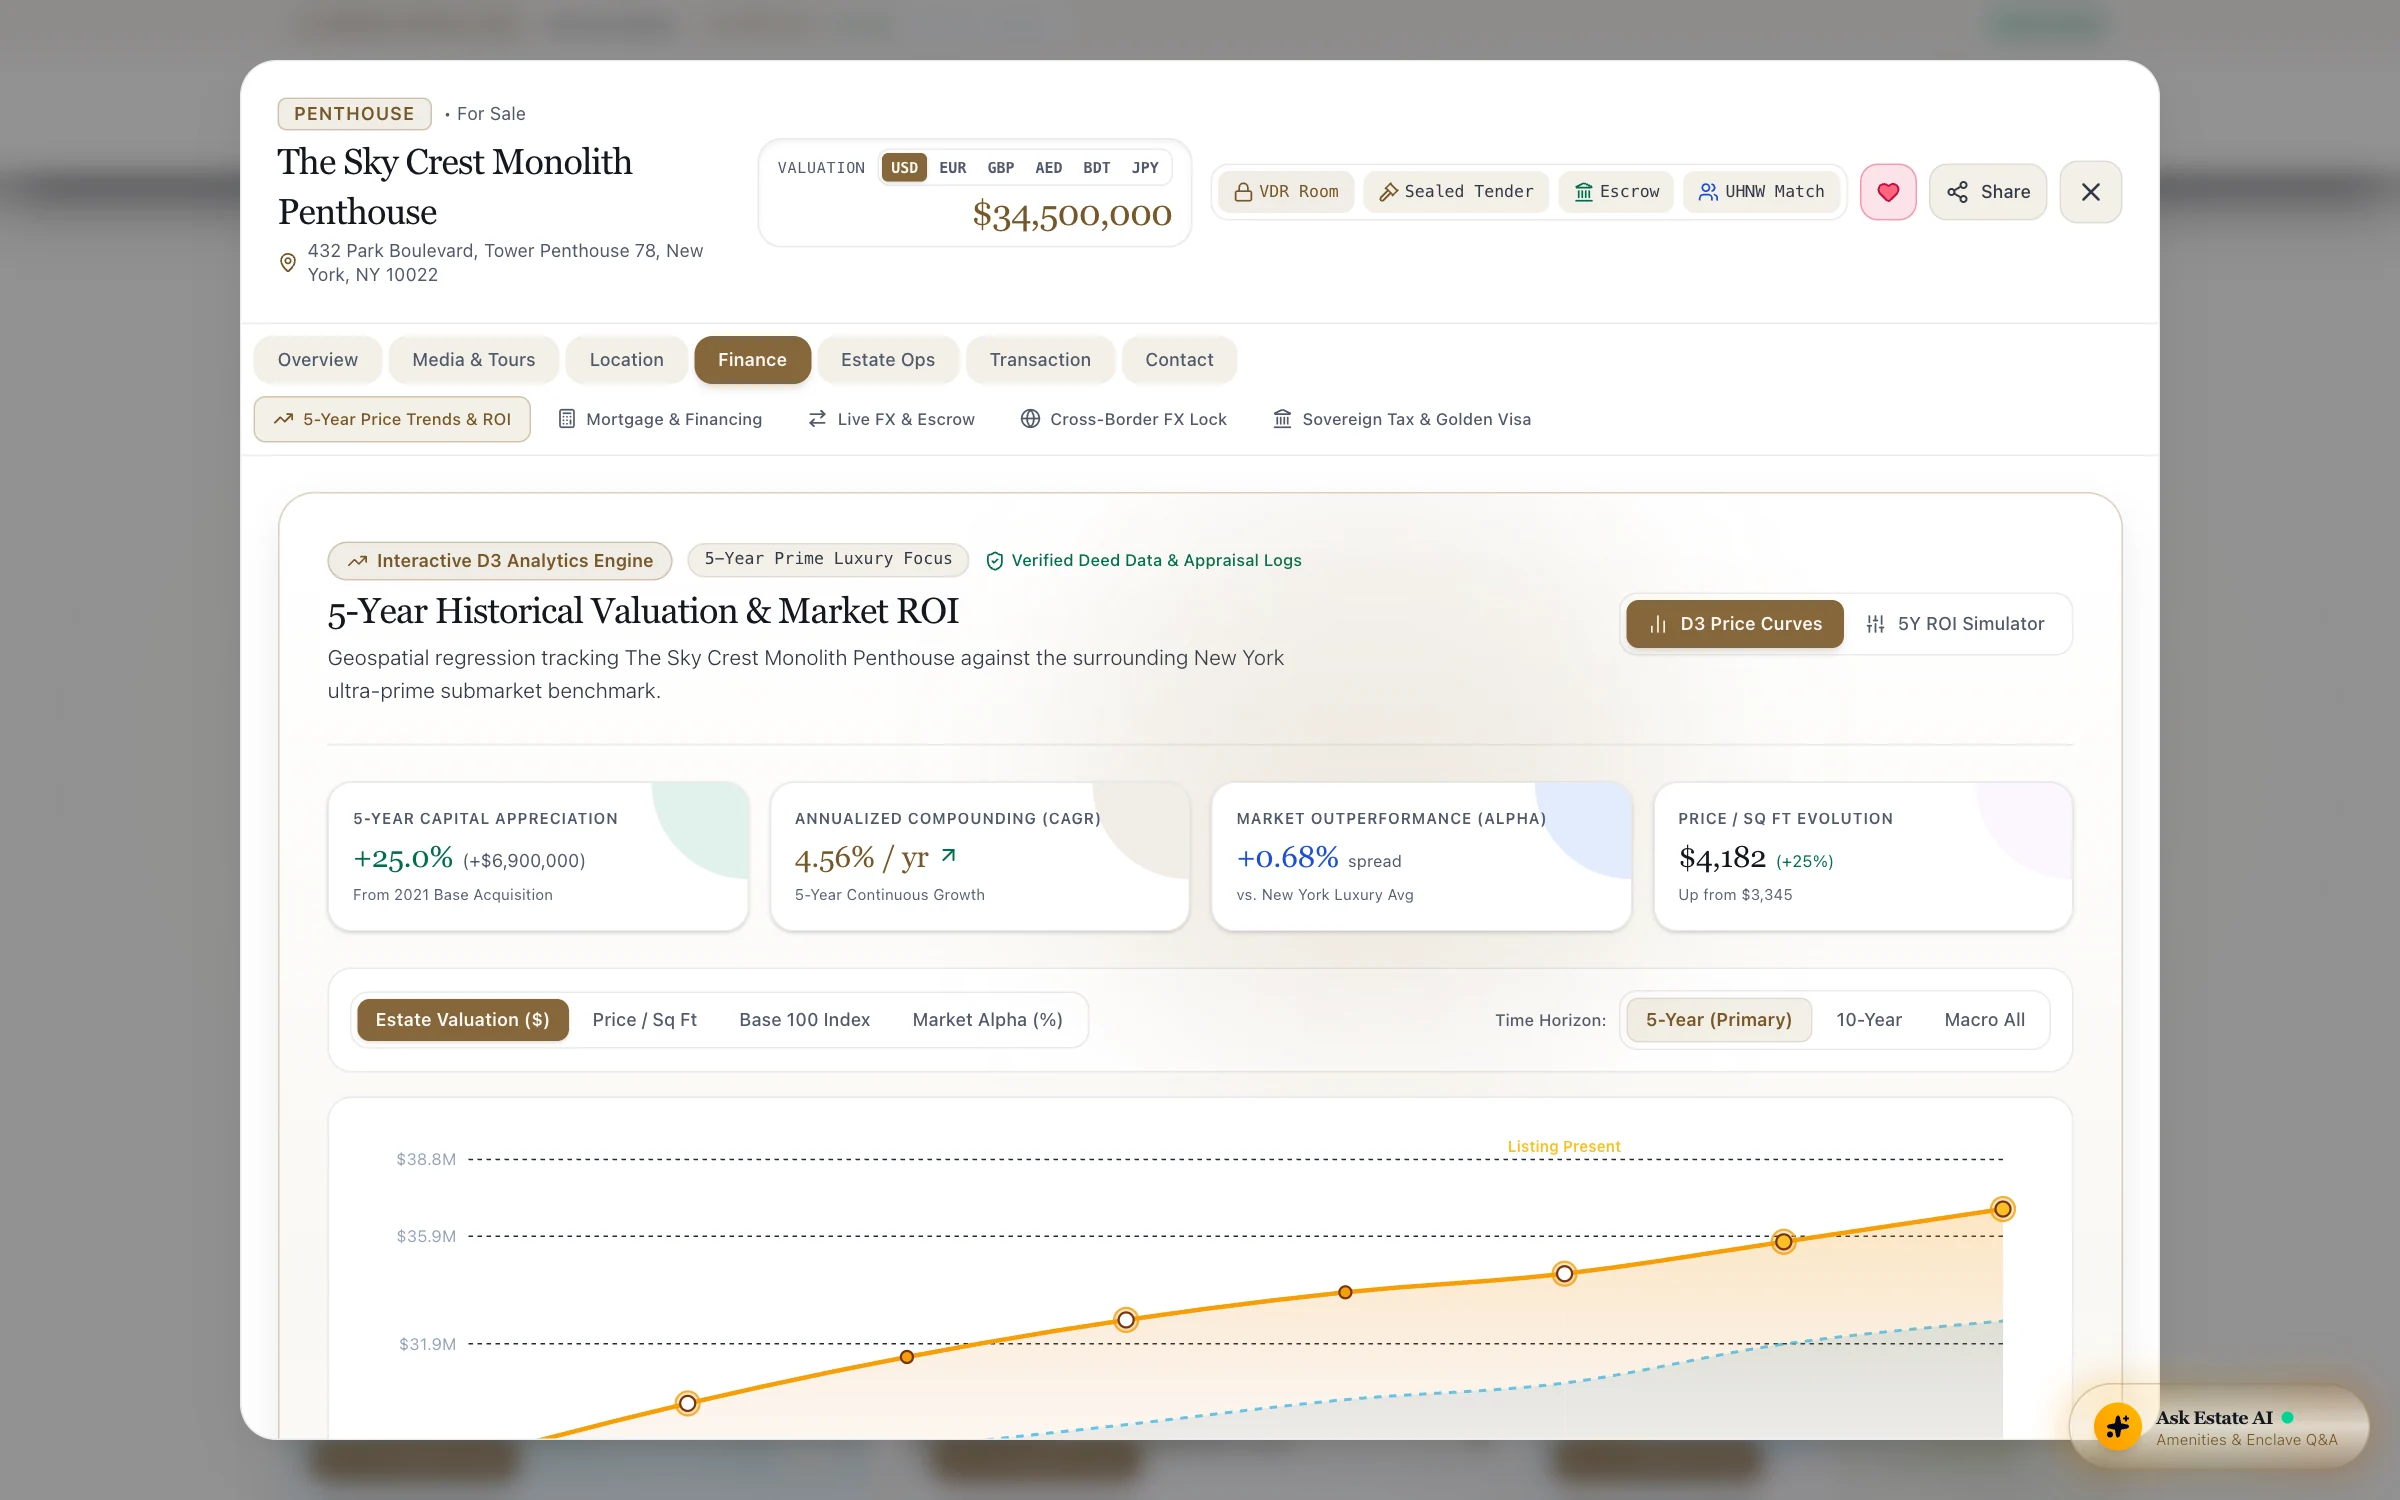 PENTHOUSE
• For Sale
The Sky Crest Monolith
Penthouse
432 Park Boulevard, Tower Penthouse 78, New
York, NY 10022
VALUATION USD EUR GBP AED BDT JPY
$34,500,000
VDR Room
Sealed Tender
Escrow
UHNW Match
Share
Overview
Media & Tours
Location
Finance
Estate Ops
Transaction
Contact
5-Year Price Trends & ROI
Mortgage & Financing
Live FX & Escrow
Cross-Border FX Lock
Sovereign Tax & Golden Visa
Interactive D3 Analytics Engine
5-Year Prime Luxury Focus
Verified Deed Data & Appraisal Logs
5-Year Historical Valuation & Market ROI
Geospatial regression tracking The Sky Crest Monolith Penthouse against the surrounding New York
ultra-prime submarket benchmark.
D3 Price Curves
5Y ROI Simulator
5-YEAR CAPITAL APPRECIATION
+25.0% (+$6,900,000)
From 2021 Base Acquisition
ANNUALIZED COMPOUNDING (CAGR)
4.56% / yr
5-Year Continuous Growth
MARKET OUTPERFORMANCE (ALPHA)
+0.68% spread
vs. New York Luxury Avg
PRICE / SQ FT EVOLUTION
$4,182 (+25%)
Up from $3,345
Estate Valuation ($)
Price / Sq Ft
Base 100 Index
Market Alpha (%)
Time Horizon:
5-Year (Primary)
10-Year
Macro All
Listing Present
$38.8M
$35.9M
$31.9M
Ask Estate AI
Amenities & Enclave Q&A